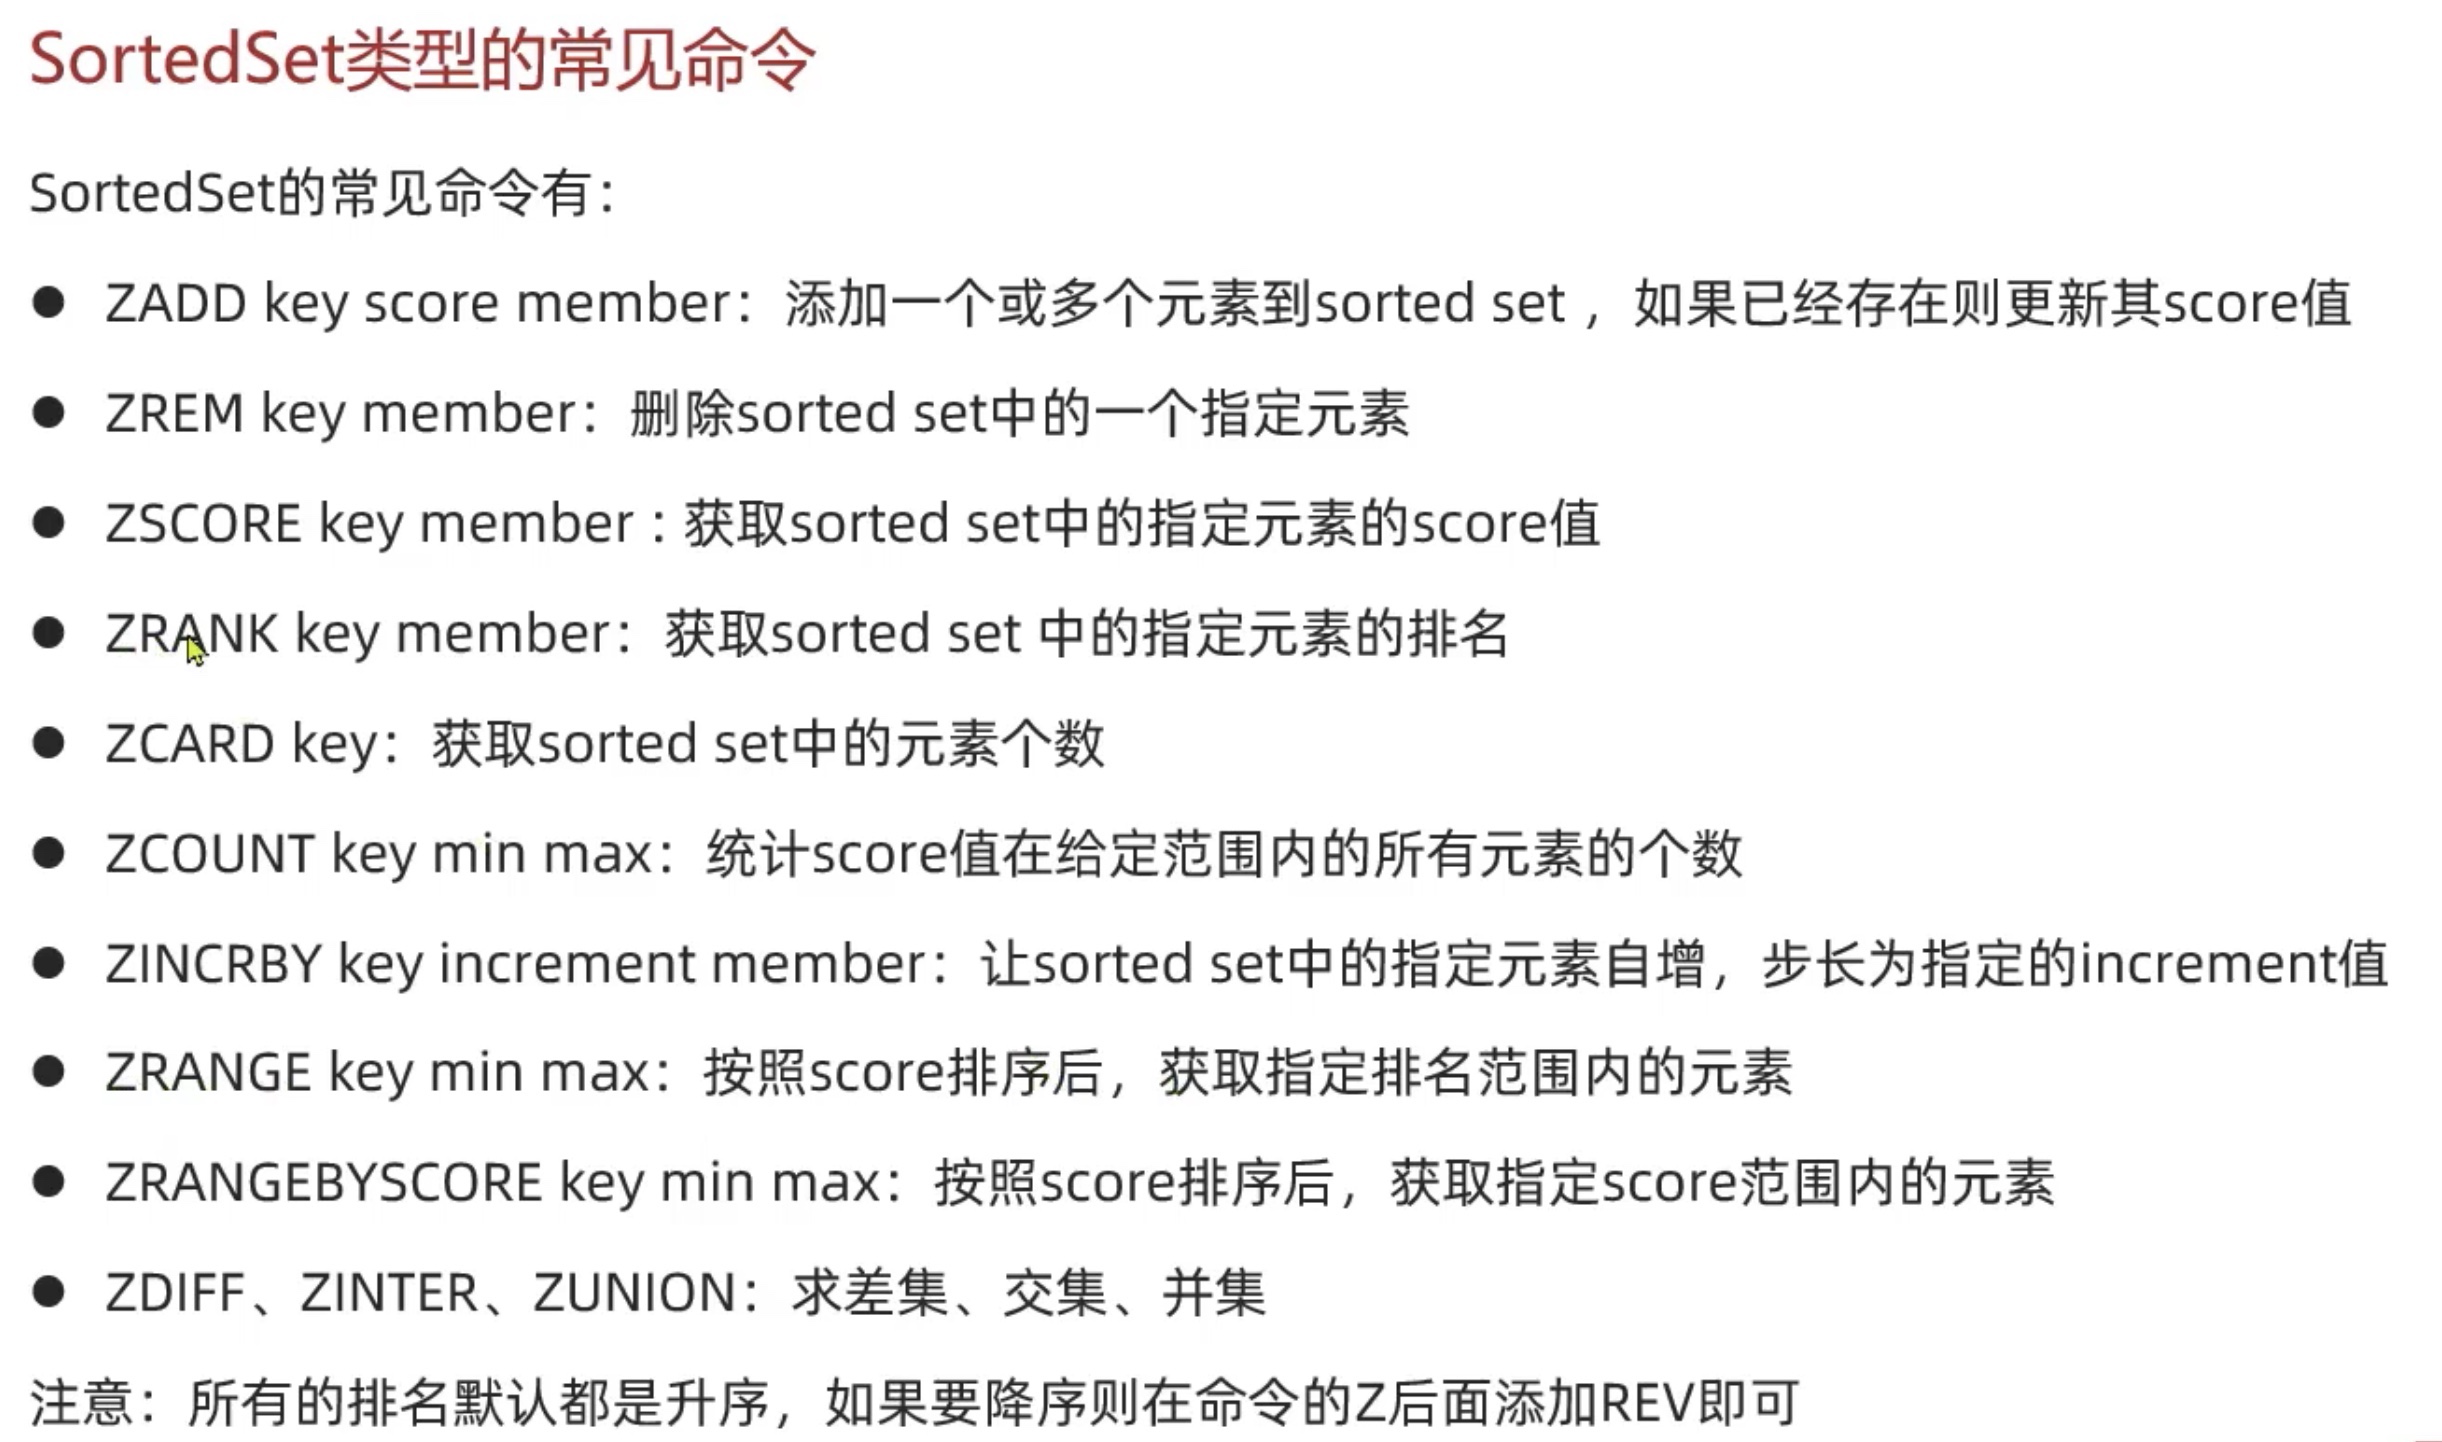 SortedSet类型的常见命令
SortedSet的常见命令有：
● ZADD key score member：添加一个或多个元素到sorted set ，如果已经存在则更新其score值
● ZREM key member：删除sorted set中的一个指定元素
● ZSCORE key member : 获取sorted set中的指定元素的score值
● ZRANK key member：获取sorted set 中的指定元素的排名
● ZCARD key：获取sorted set中的元素个数
● ZCOUNT key min max：统计score值在给定范围内的所有元素的个数
● ZINCRBY key increment member：让sorted set中的指定元素自增，步长为指定的increment值
● ZRANGE key min max：按照score排序后，获取指定排名范围内的元素
● ZRANGEBYSCORE key min max：按照score排序后，获取指定score范围内的元素
● ZDIFF、ZINTER、ZUNION：求差集、交集、并集
注意：所有的排名默认都是升序，如果要降序则在命令的Z后面添加REV即可